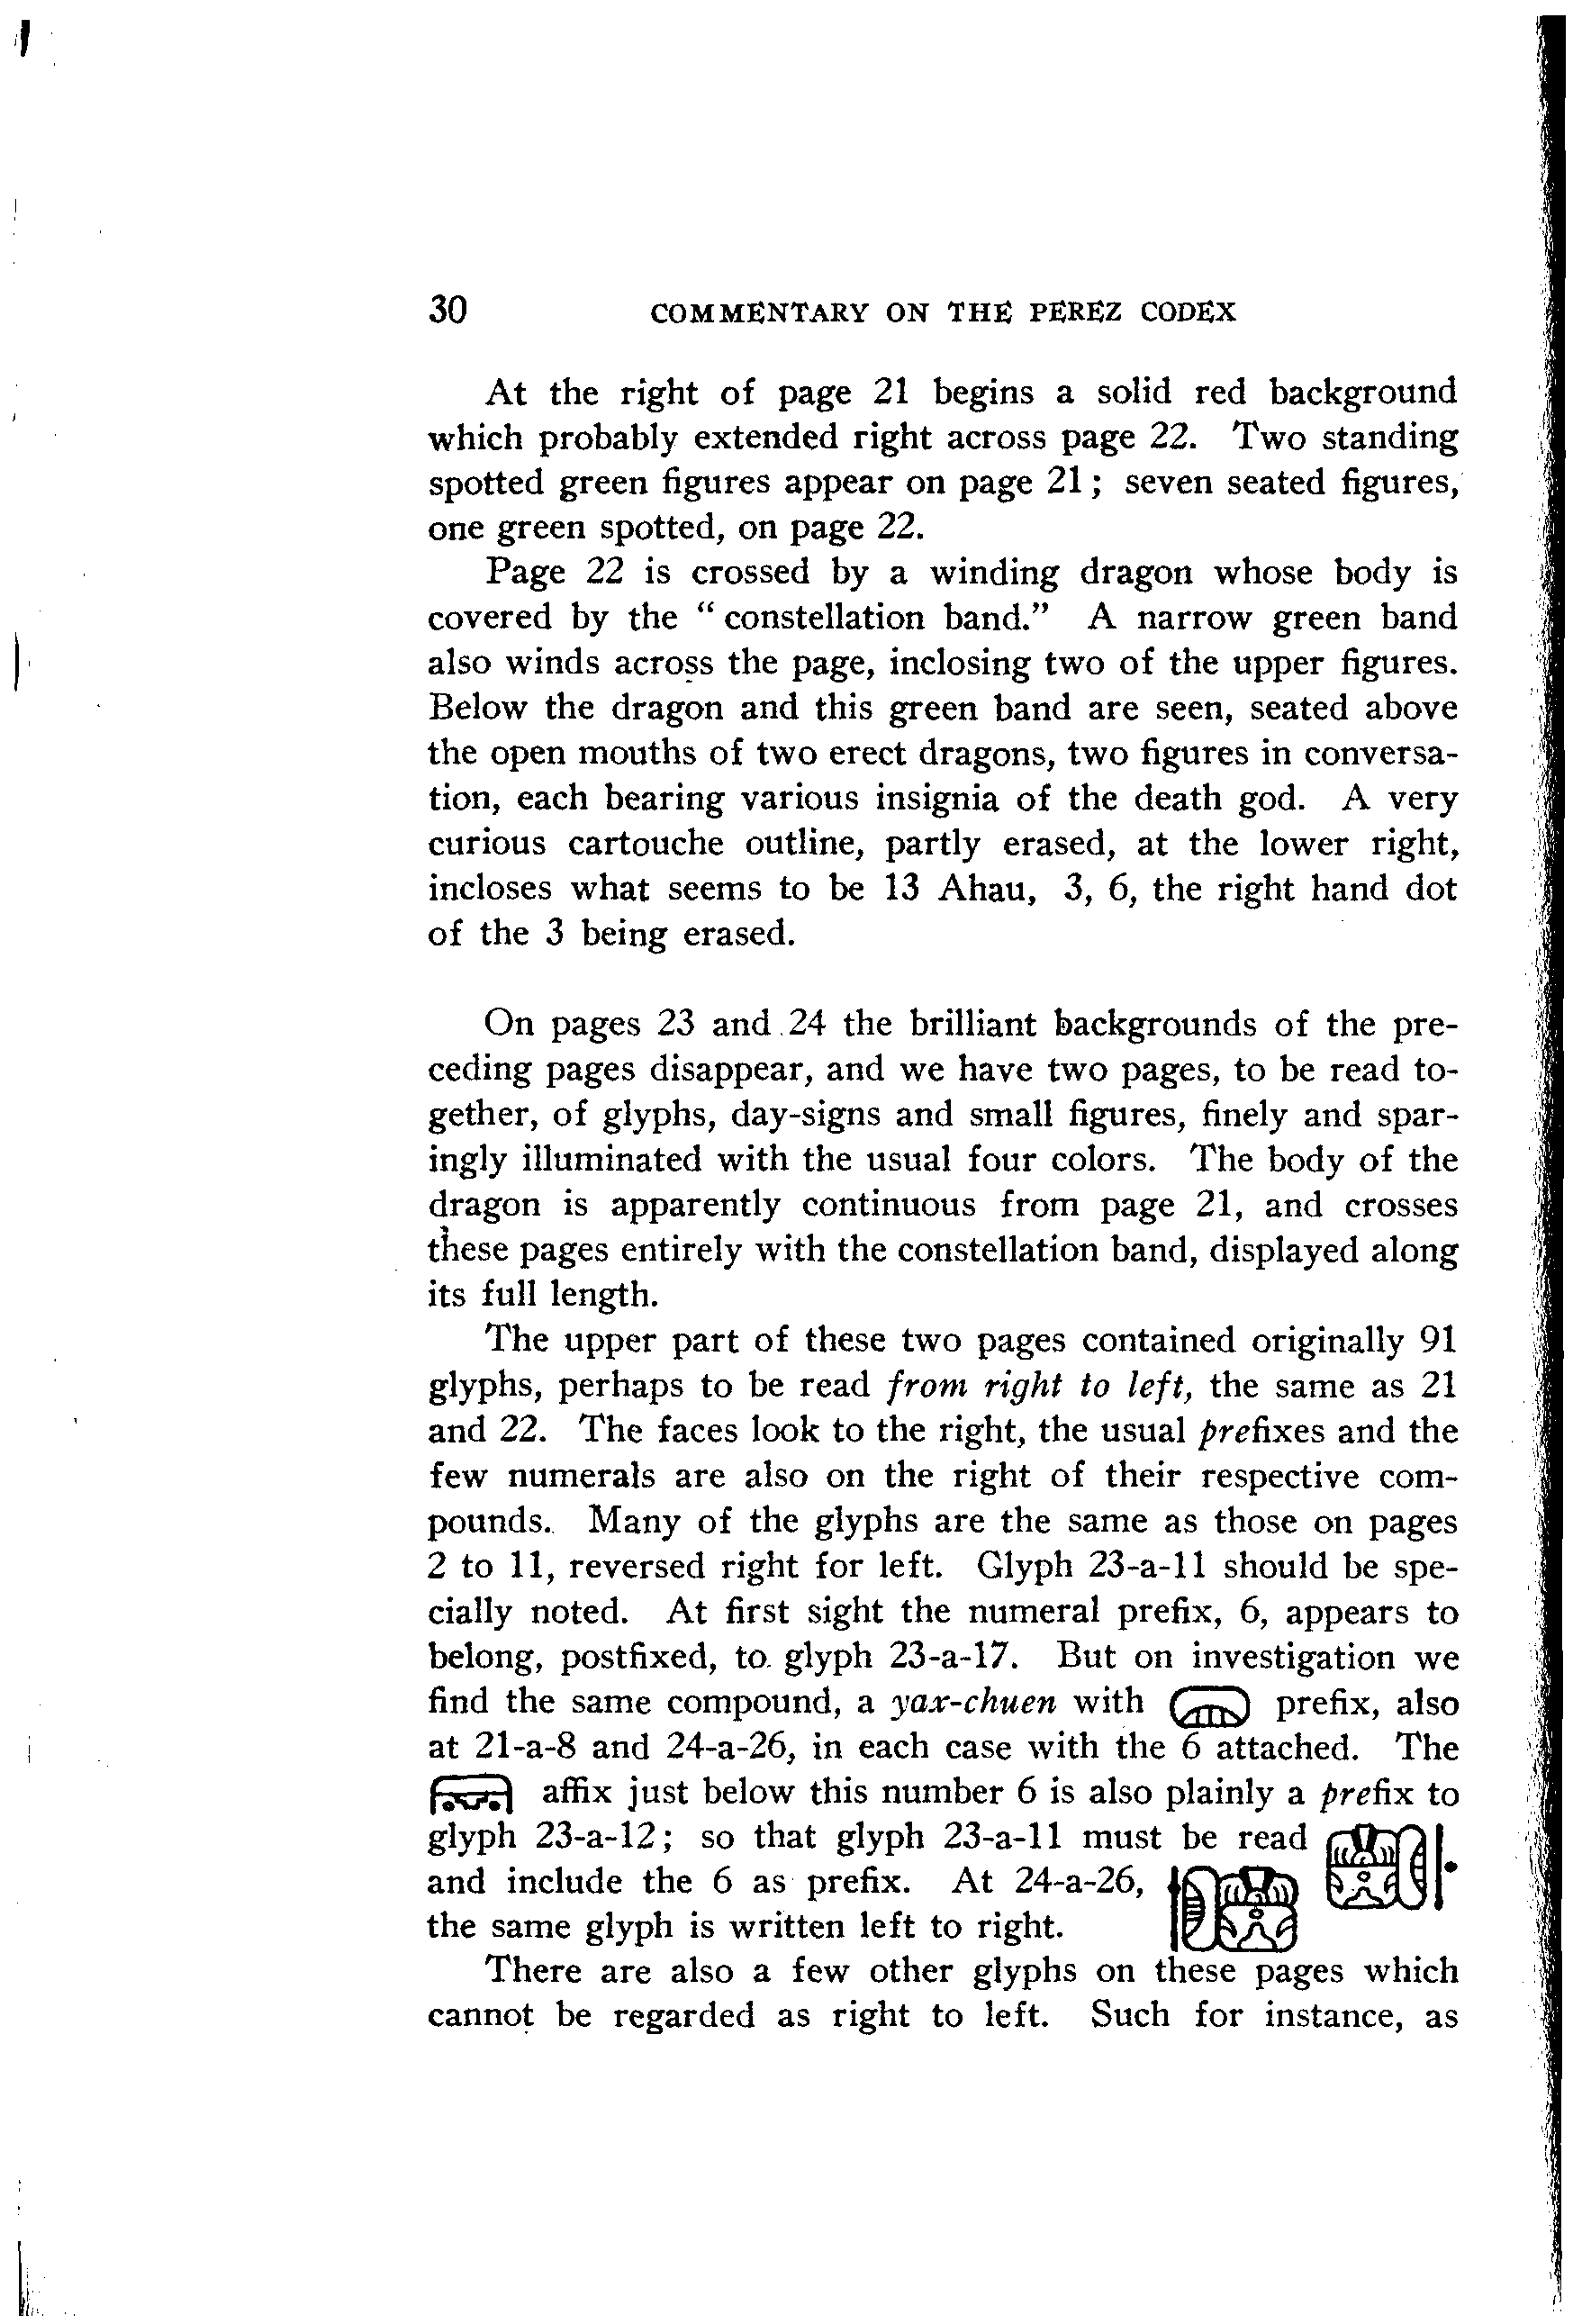 30 COMMENTARY ON THE PEREZ CODEX
At the right of page 21 begins a solid red background
which probably extended right across page 22. Two standing
spotted green figures appear on page 21; seven seated figures,
one green spotted, on page 22.
Page 22 is crossed by a winding dragon whose body is
covered by the “constellation band.” A narrow green band
also winds across the page, inclosing two of the upper figures.
Below the dragon and this green band are seen, seated above
the open mouths of two erect dragons, two figures in conversa-
tion, each bearing various insignia of the death god. A very
curious cartouche outline, partly erased, at the lower right,
incloses what seems to be 13 Ahau, 3, 6, the right hand dot
of the 3 being erased.
On pages 23 and 24 the brilliant backgrounds of the pre-
ceding pages disappear, and we have two pages, to be read to-
gether, of glyphs, day-signs and small figures, finely and spar-
ingly illuminated with the usual four colors. The body of the
dragon is apparently continuous from page 21, and crosses
these pages entirely with the constellation band, displayed along
its full length.
The upper part of these two pages contained originally 91
glyphs, perhaps to be read from right to left, the same as 21
and 22. The faces look to the right, the usual prefixes and the
few numerals are also on the right of their respective com-
pounds. Many of the glyphs are the same as those on pages
2 to 11, reversed right for left. Glyph 23-a-11 should be spe-
cially noted. At first sight the numeral prefix, 6, appears to
belong, postfixed, to glyph 23-a-17. But on investigation we
find the same compound, a yax-chuen with prefix, also
at 21-a-8 and 24-a-26, in each case with the 6 attached. The
affix just below this number 6 is also plainly a prefix to
glyph 23-a-12; so that glyph 23-a-11 must be read
and include the 6 as prefix. At 24-a-26,
the same glyph is written left to right.
There are also a few other glyphs on these pages which
cannot be regarded as right to left. Such for instance, as